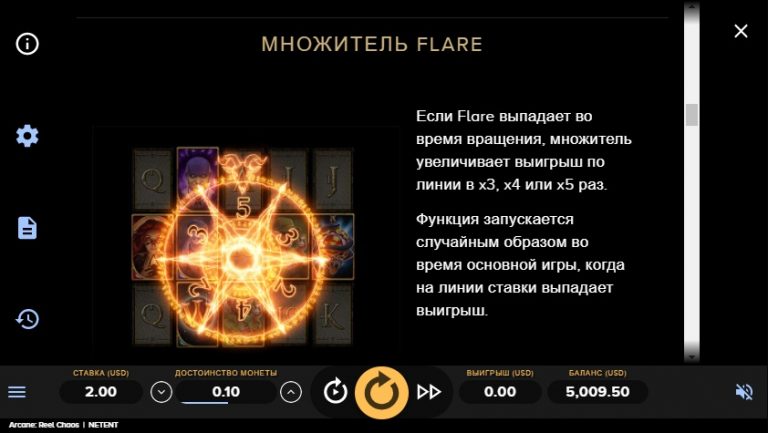 МНОЖИТЕЛЬ FLARE
Если Flare выпадает во
время вращения, множитель
увеличивает выигрыш по
линии в x3, x4 или x5 раз.
Функция запускается
случайным образом во
время основной игры, когда
на линии ставки выпадает
выигрыш.
Q J J
5
3 3
4
Q K
СТАВКА (USD) ДОСТОИНСТВО МОНЕТЫ ВЫИГРЫШ (USD) БАЛАНС (USD)
2.00 0.10 0.00 5,009.50
Arcane: Reel Chaos | NETENT